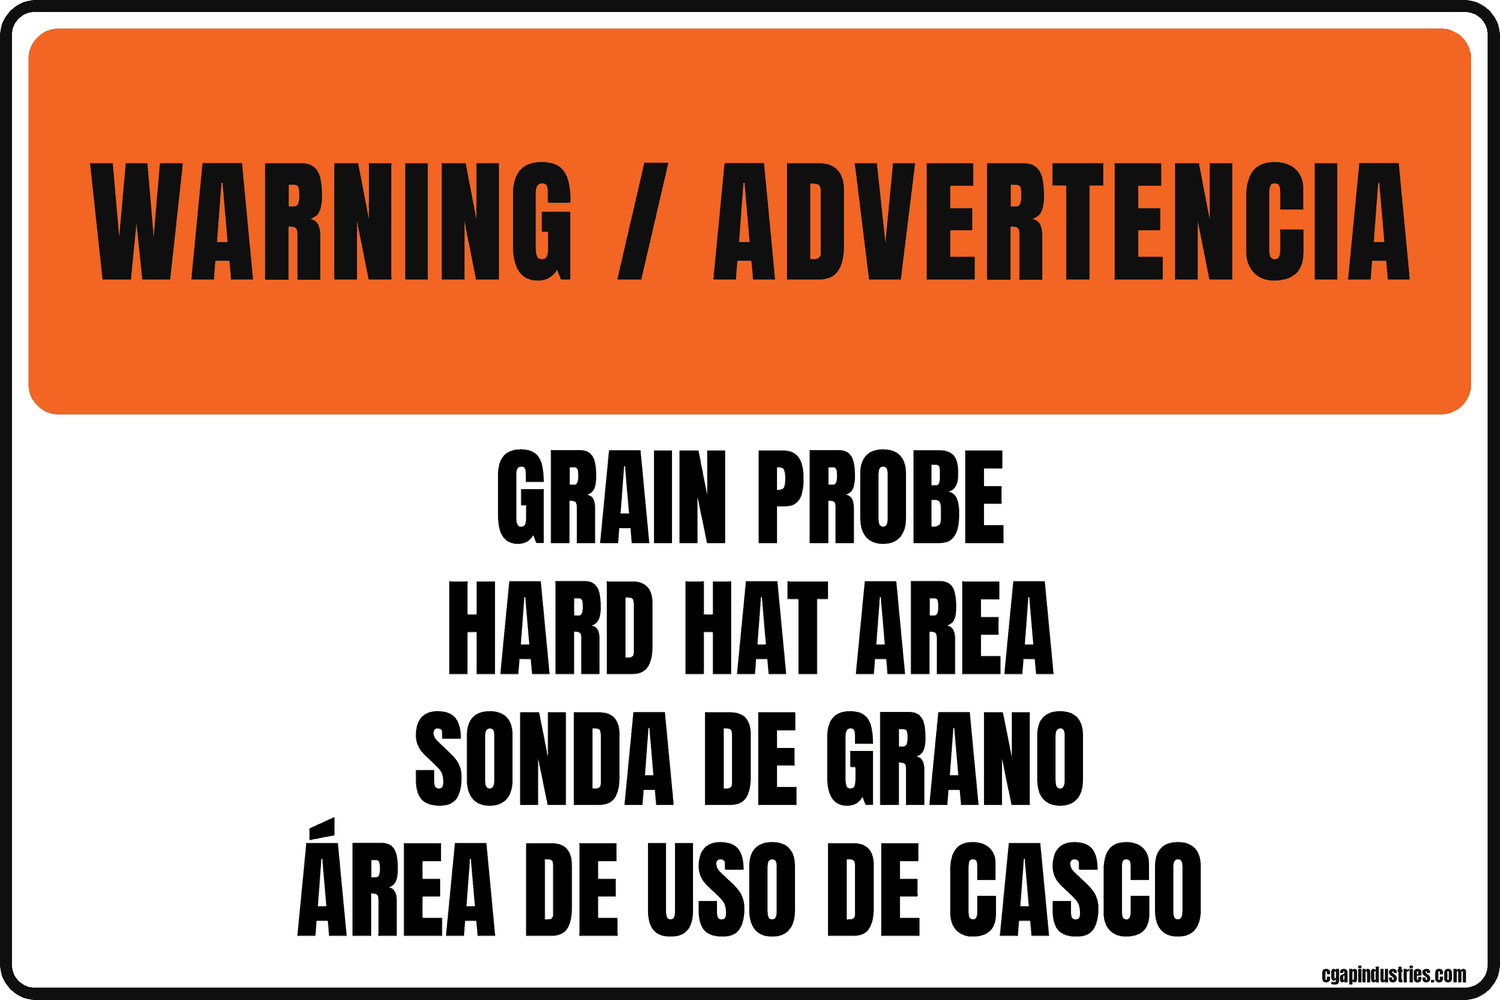 WARNING / ADVERTENCIA
GRAIN PROBE
HARD HAT AREA
SONDA DE GRANO
ÁREA DE USO DE CASCO
cgapindustries.com